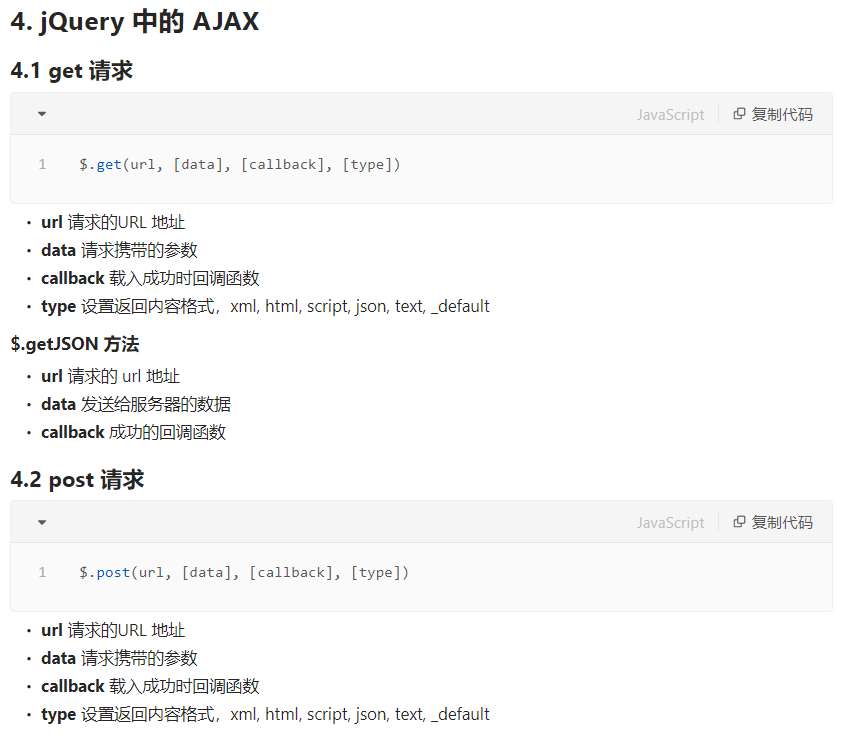 4. jQuery 中的 AJAX
4.1 get 请求
JavaScript 复制代码
1 $.get(url, [data], [callback], [type])
• url 请求的URL 地址
• data 请求携带的参数
• callback 载入成功时回调函数
• type 设置返回内容格式，xml, html, script, json, text, _default
$.getJSON 方法
• url 请求的 url 地址
• data 发送给服务器的数据
• callback 成功的回调函数
4.2 post 请求
JavaScript 复制代码
1 $.post(url, [data], [callback], [type])
• url 请求的URL 地址
• data 请求携带的参数
• callback 载入成功时回调函数
• type 设置返回内容格式，xml, html, script, json, text, _default